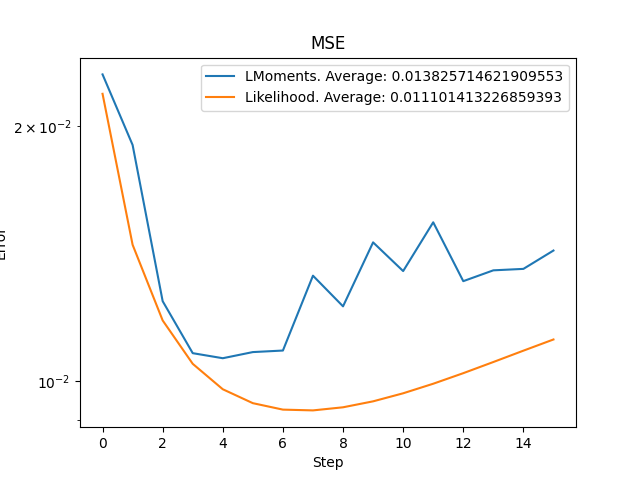 MSE
LMoments. Average: 0.013825714621909553
Likelihood. Average: 0.011101413226859393
2 × 10⁻²
10⁻²
Error
0 2 4 6 8 10 12 14
Step